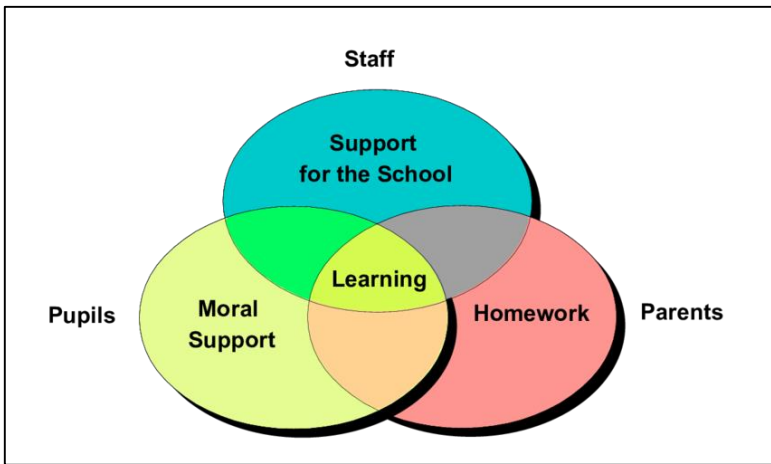 Staff
Support
for the School
Learning
Pupils
Moral
Support
Homework
Parents